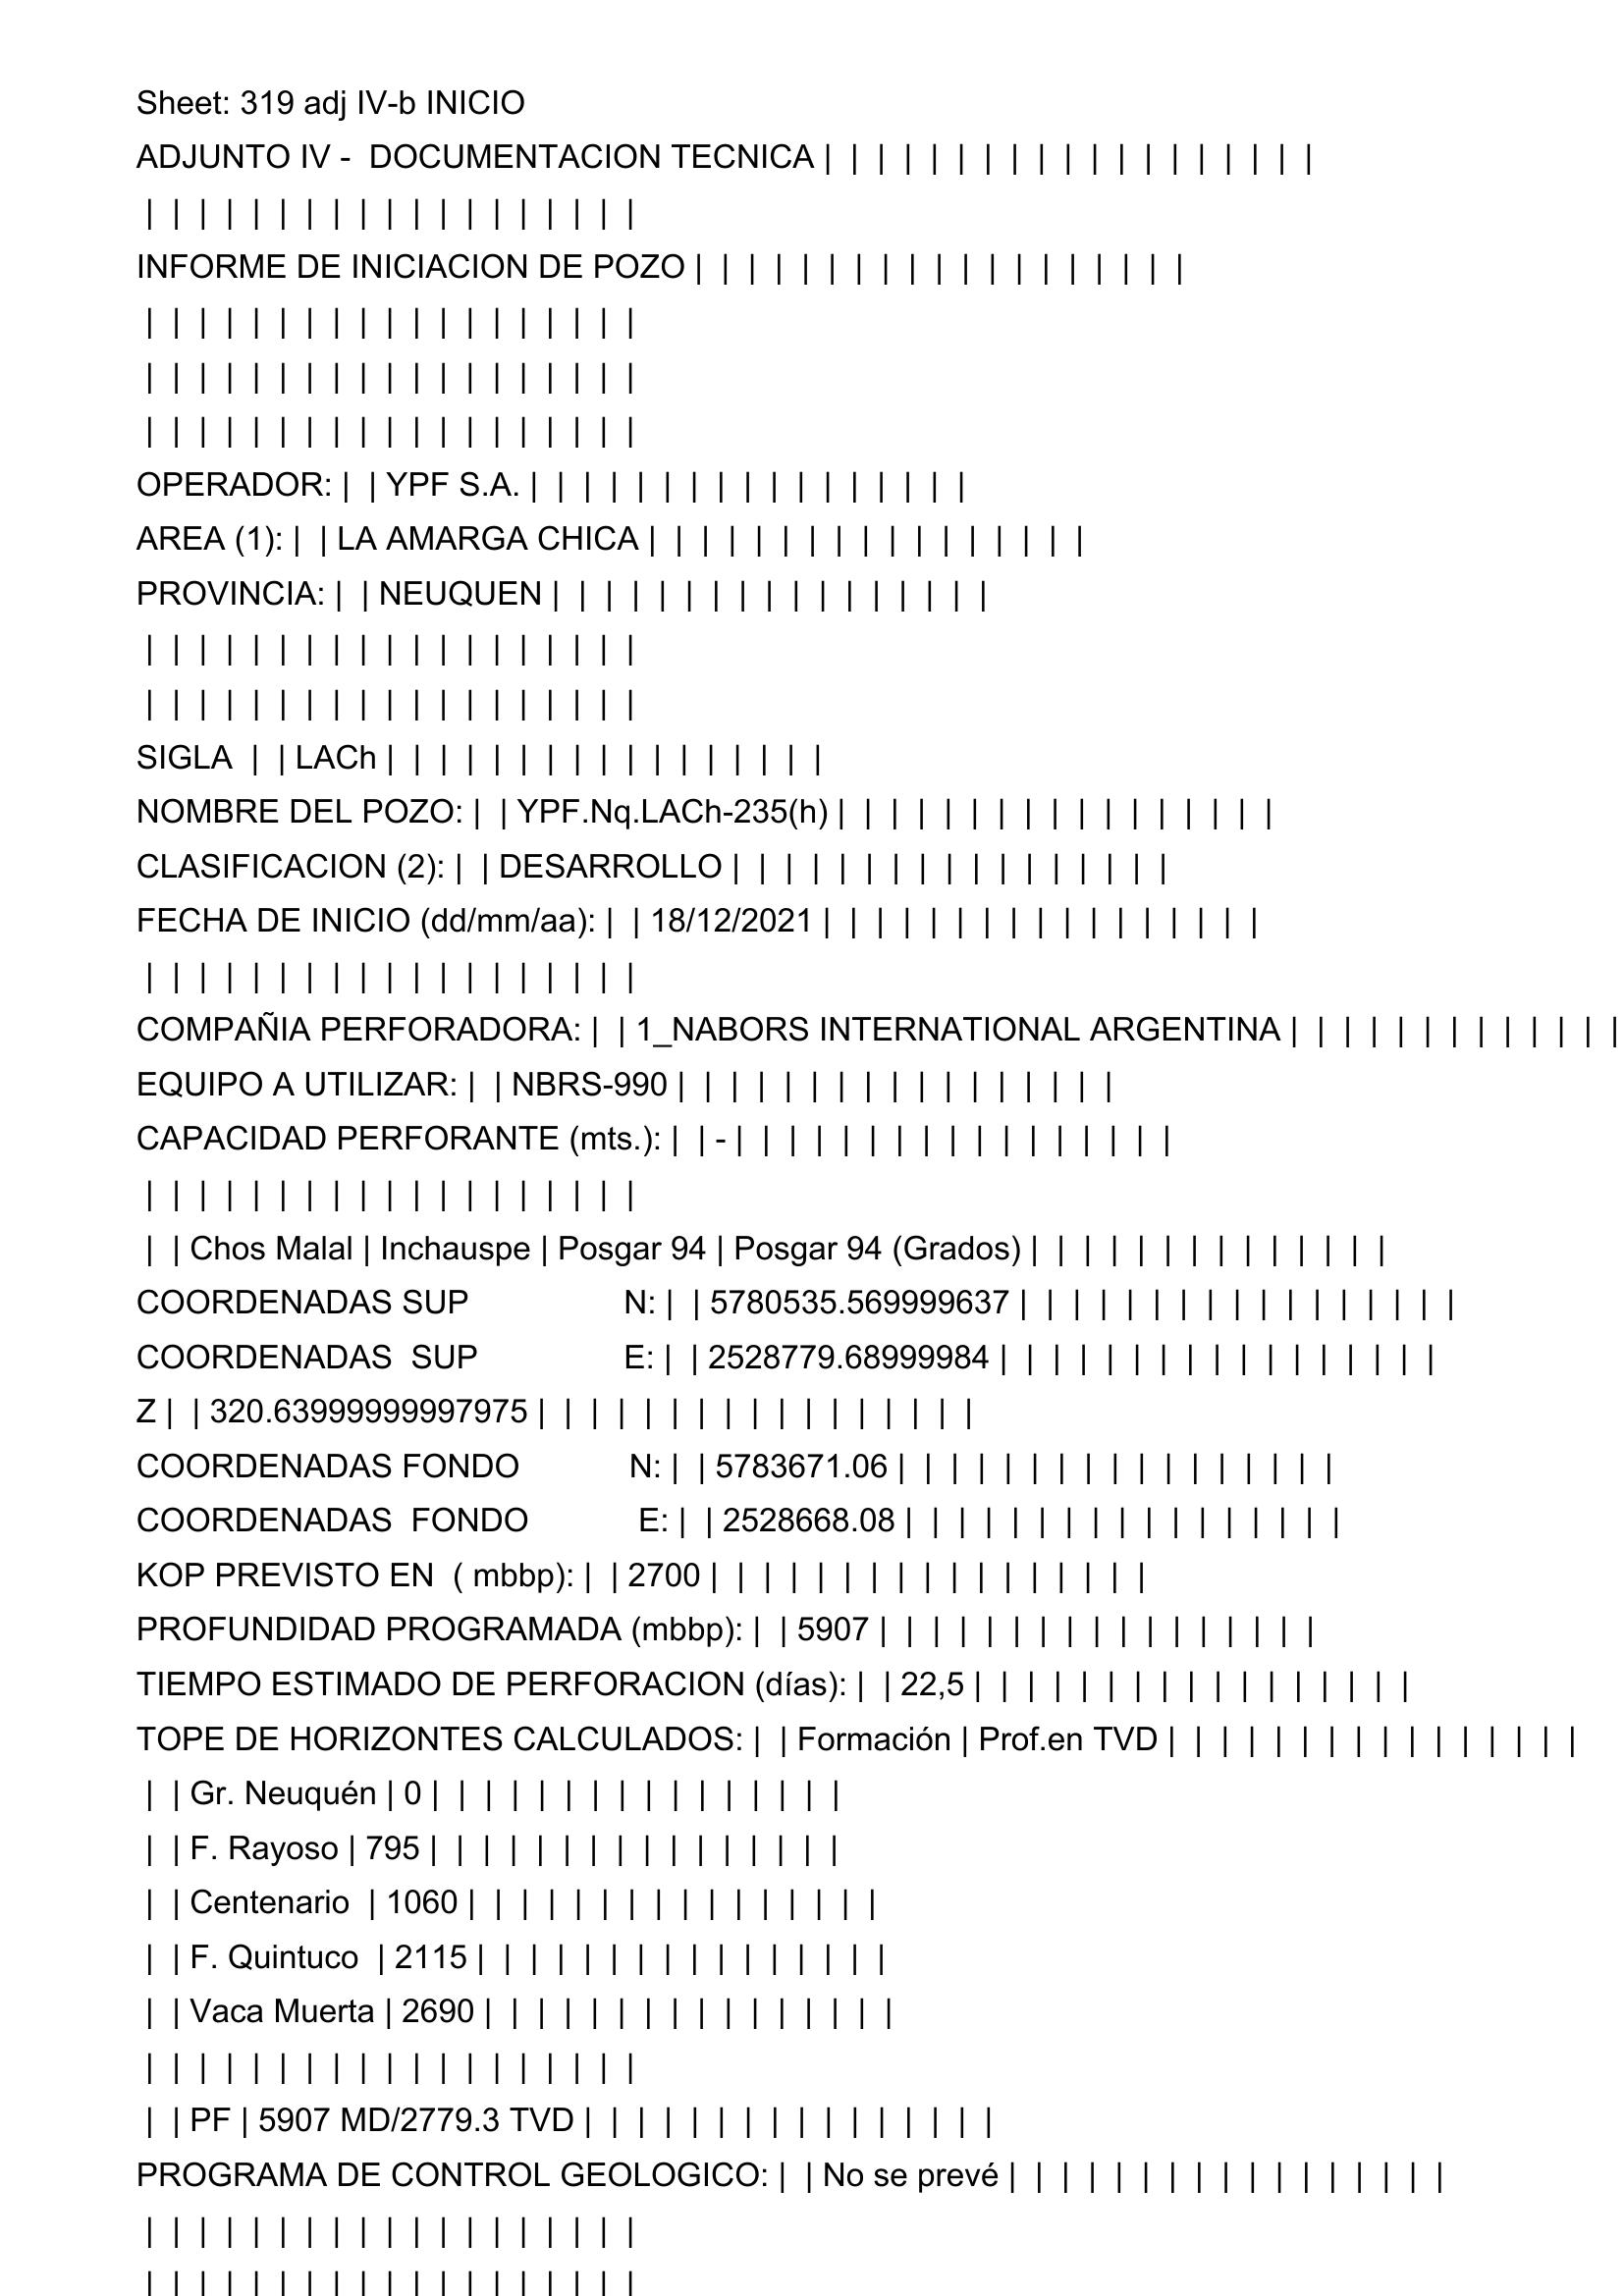 Sheet: 319 adj IV-b INICIO
ADJUNTO IV -  DOCUMENTACION TECNICA |  |  |  |  |  |  |  |  |  |  |  |  |  |  |  |  |  |  |
 |  |  |  |  |  |  |  |  |  |  |  |  |  |  |  |  |  |  |
INFORME DE INICIACION DE POZO |  |  |  |  |  |  |  |  |  |  |  |  |  |  |  |  |  |  |
 |  |  |  |  |  |  |  |  |  |  |  |  |  |  |  |  |  |  |
 |  |  |  |  |  |  |  |  |  |  |  |  |  |  |  |  |  |  |
 |  |  |  |  |  |  |  |  |  |  |  |  |  |  |  |  |  |  |
OPERADOR: |  | YPF S.A. |  |  |  |  |  |  |  |  |  |  |  |  |  |  |  |  |
AREA (1): |  | LA AMARGA CHICA |  |  |  |  |  |  |  |  |  |  |  |  |  |  |  |  |
PROVINCIA: |  | NEUQUEN |  |  |  |  |  |  |  |  |  |  |  |  |  |  |  |  |
 |  |  |  |  |  |  |  |  |  |  |  |  |  |  |  |  |  |  |
 |  |  |  |  |  |  |  |  |  |  |  |  |  |  |  |  |  |  |
SIGLA  |  | LACh |  |  |  |  |  |  |  |  |  |  |  |  |  |  |  |  |
NOMBRE DEL POZO: |  | YPF.Nq.LACh-235(h) |  |  |  |  |  |  |  |  |  |  |  |  |  |  |  |  |
CLASIFICACION (2): |  | DESARROLLO |  |  |  |  |  |  |  |  |  |  |  |  |  |  |  |  |
FECHA DE INICIO (dd/mm/aa): |  | 18/12/2021 |  |  |  |  |  |  |  |  |  |  |  |  |  |  |  |  |
 |  |  |  |  |  |  |  |  |  |  |  |  |  |  |  |  |  |  |
COMPAÑIA PERFORADORA: |  | 1_NABORS INTERNATIONAL ARGENTINA |  |  |  |  |  |  |  |  |  |  |  |  |
EQUIPO A UTILIZAR: |  | NBRS-990 |  |  |  |  |  |  |  |  |  |  |  |  |  |  |  |  |
CAPACIDAD PERFORANTE (mts.): |  | - |  |  |  |  |  |  |  |  |  |  |  |  |  |  |  |  |
 |  |  |  |  |  |  |  |  |  |  |  |  |  |  |  |  |  |  |
 |  | Chos Malal | Inchauspe | Posgar 94 | Posgar 94 (Grados) |  |  |  |  |  |  |  |  |  |  |  |  |  |
COORDENADAS SUP                 N: |  | 5780535.569999637 |  |  |  |  |  |  |  |  |  |  |  |  |  |  |  |  |
COORDENADAS  SUP                E: |  | 2528779.68999984 |  |  |  |  |  |  |  |  |  |  |  |  |  |  |  |  |
Z |  | 320.63999999997975 |  |  |  |  |  |  |  |  |  |  |  |  |  |  |  |  |
COORDENADAS FONDO            N: |  | 5783671.06 |  |  |  |  |  |  |  |  |  |  |  |  |  |  |  |  |
COORDENADAS  FONDO            E: |  | 2528668.08 |  |  |  |  |  |  |  |  |  |  |  |  |  |  |  |  |
KOP PREVISTO EN  ( mbbp): |  | 2700 |  |  |  |  |  |  |  |  |  |  |  |  |  |  |  |  |
PROFUNDIDAD PROGRAMADA (mbbp): |  | 5907 |  |  |  |  |  |  |  |  |  |  |  |  |  |  |  |  |
TIEMPO ESTIMADO DE PERFORACION (días): |  | 22,5 |  |  |  |  |  |  |  |  |  |  |  |  |  |  |  |  |
TOPE DE HORIZONTES CALCULADOS: |  | Formación | Prof.en TVD |  |  |  |  |  |  |  |  |  |  |  |  |  |  |  |
 |  | Gr. Neuquén | 0 |  |  |  |  |  |  |  |  |  |  |  |  |  |  |  |
 |  | F. Rayoso | 795 |  |  |  |  |  |  |  |  |  |  |  |  |  |  |  |
 |  | Centenario  | 1060 |  |  |  |  |  |  |  |  |  |  |  |  |  |  |  |
 |  | F. Quintuco  | 2115 |  |  |  |  |  |  |  |  |  |  |  |  |  |  |  |
 |  | Vaca Muerta | 2690 |  |  |  |  |  |  |  |  |  |  |  |  |  |  |  |
 |  |  |  |  |  |  |  |  |  |  |  |  |  |  |  |  |  |  |
 |  | PF | 5907 MD/2779.3 TVD |  |  |  |  |  |  |  |  |  |  |  |  |  |  |  |
PROGRAMA DE CONTROL GEOLOGICO: |  | No se prevé |  |  |  |  |  |  |  |  |  |  |  |  |  |  |  |  |
 |  |  |  |  |  |  |  |  |  |  |  |  |  |  |  |  |  |  |
 |  |  |  |  |  |  |  |  |  |  |  |  |  |  |  |  |  |  |